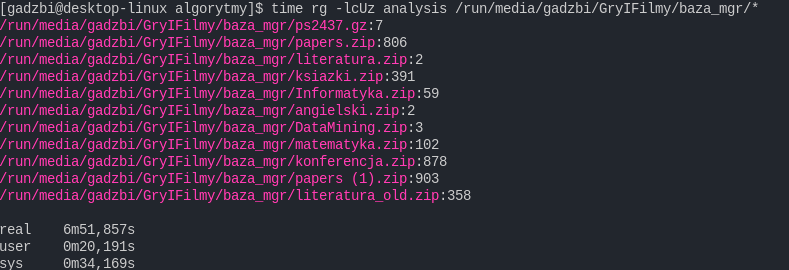 [gadzbi@desktop-linux algorytmy]$ time rg -lcUz analysis /run/media/gadzbi/GryIFilmy/baza_mgr/*
/run/media/gadzbi/GryIFilmy/baza_mgr/ps2437.gz:7
/run/media/gadzbi/GryIFilmy/baza_mgr/papers.zip:806
/run/media/gadzbi/GryIFilmy/baza_mgr/literatura.zip:2
/run/media/gadzbi/GryIFilmy/baza_mgr/ksiazki.zip:391
/run/media/gadzbi/GryIFilmy/baza_mgr/Informatyka.zip:59
/run/media/gadzbi/GryIFilmy/baza_mgr/angielski.zip:2
/run/media/gadzbi/GryIFilmy/baza_mgr/DataMining.zip:3
/run/media/gadzbi/GryIFilmy/baza_mgr/matematyka.zip:102
/run/media/gadzbi/GryIFilmy/baza_mgr/konferencja.zip:878
/run/media/gadzbi/GryIFilmy/baza_mgr/papers (1).zip:903
/run/media/gadzbi/GryIFilmy/baza_mgr/literatura_old.zip:358
real    6m51,857s
user    0m20,191s
sys     0m34,169s